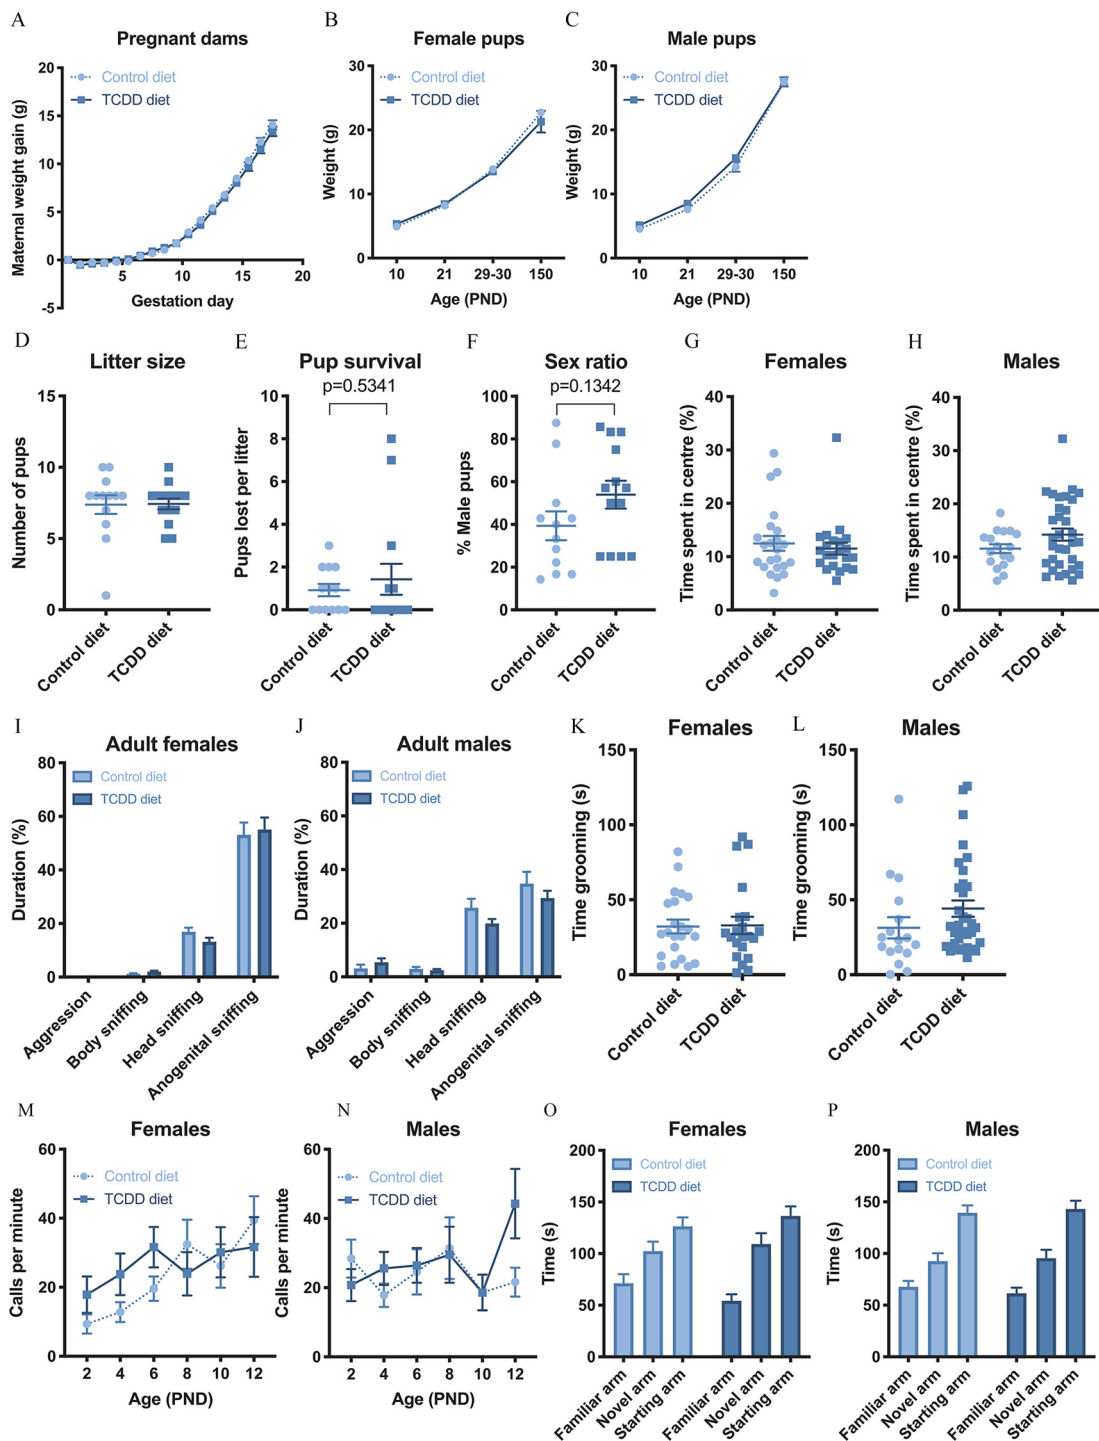 A
Pregnant dams
Control diet
TCDD diet
Maternal weight gain (g)
20
15
10
5
0
-5
5
10
15
20
Gestation day
B
Female pups
Control diet
TCDD diet
Weight (g)
30
20
10
0
10
21
29-30
150
Age (PND)
C
Male pups
Control diet
TCDD diet
Weight (g)
30
20
10
0
10
21
29-30
150
Age (PND)
D
Litter size
Number of pups
15
10
5
0
Control diet
TCDD diet
E
Pup survival
p=0.5341
Pups lost per litter
10
8
6
4
2
0
Control diet
TCDD diet
F
Sex ratio
p=0.1342
% Male pups
100
80
60
40
20
0
Control diet
TCDD diet
G
Females
Time spent in centre (%)
40
30
20
10
0
Control diet
TCDD diet
H
Males
Time spent in centre (%)
40
30
20
10
0
Control diet
TCDD diet
I
Adult females
Control diet
TCDD diet
Duration (%)
80
60
40
20
0
Aggression
Body sniffing
Head sniffing
Anogenital sniffing
J
Adult males
Control diet
TCDD diet
Duration (%)
80
60
40
20
0
Aggression
Body sniffing
Head sniffing
Anogenital sniffing
K
Females
Time grooming (s)
150
100
50
0
Control diet
TCDD diet
L
Males
Time grooming (s)
150
100
50
0
Control diet
TCDD diet
M
Females
Control diet
TCDD diet
Calls per minute
60
40
20
0
2
4
6
8
10
12
Age (PND)
N
Males
Control diet
TCDD diet
Calls per minute
60
40
20
0
2
4
6
8
10
12
Age (PND)
O
Females
Control diet
TCDD diet
Time (s)
200
150
100
50
0
Familiar arm
Novel arm
Starting arm
Familiar arm
Novel arm
Starting arm
P
Males
Control diet
TCDD diet
Time (s)
200
150
100
50
0
Familiar arm
Novel arm
Starting arm
Familiar arm
Novel arm
Starting arm